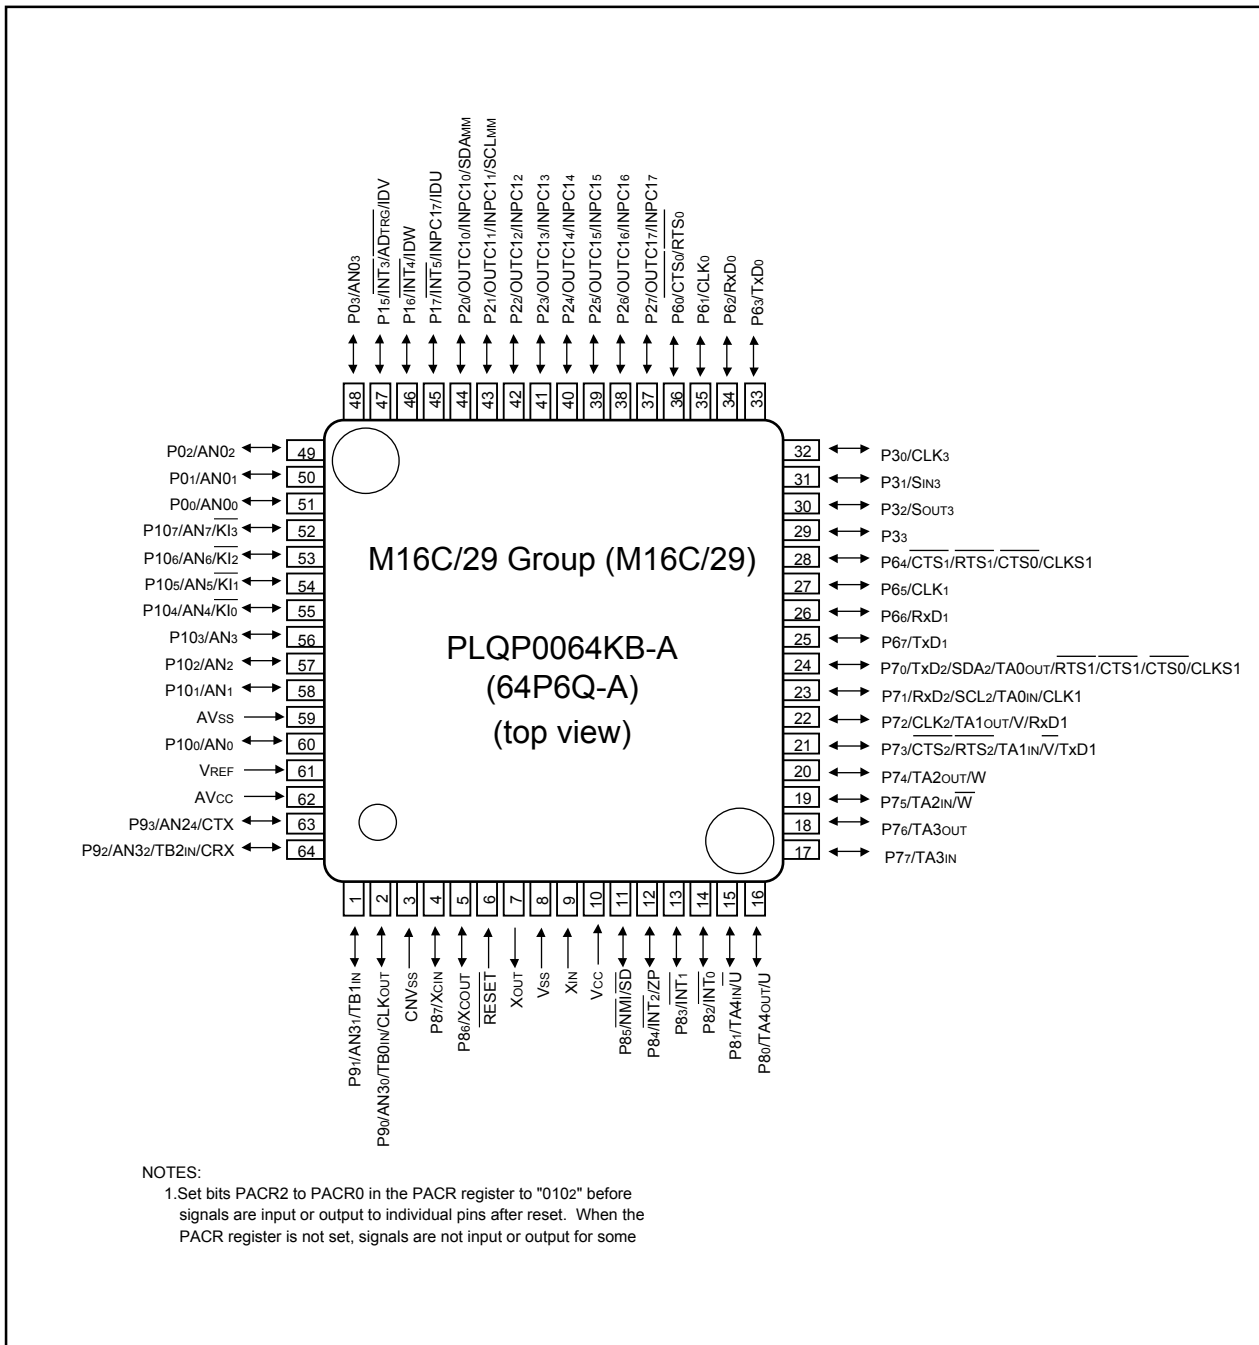 P03/AN03
P15/INT3/ADTRG/IDV
P16/INT4/IDW
P17/INT5/INPC17/IDU
P20/OUTC10/INPC10/SDAMM
P21/OUTC11/INPC11/SCLMM
P22/OUTC12/INPC12
P23/OUTC13/INPC13
P24/OUTC14/INPC14
P25/OUTC15/INPC15
P26/OUTC16/INPC16
P27/OUTC17/INPC17
P60/CTS0/RTS0
P61/CLK0
P62/RxD0
P63/TxD0
48 47 46 45 44 43 42 41 40 39 38 37 36 35 34 33
P02/AN02 49
P01/AN01 50
P00/AN00 51
P107/AN7/KI3 52
P106/AN6/KI2 53
P105/AN5/KI1 54
P104/AN4/KI0 55
P103/AN3 56
P102/AN2 57
P101/AN1 58
AVSS 59
P100/AN0 60
VREF 61
AVCC 62
P93/AN24/CTX 63
P92/AN32/TB2IN/CRX 64
M16C/29 Group (M16C/29)
PLQP0064KB-A
(64P6Q-A)
(top view)
32 P30/CLK3
31 P31/SIN3
30 P32/SOUT3
29 P33
28 P64/CTS1/RTS1/CTS0/CLKS1
27 P65/CLK1
26 P66/RxD1
25 P67/TxD1
24 P70/TxD2/SDA2/TA0OUT/RTS1/CTS1/CTS0/CLKS1
23 P71/RxD2/SCL2/TA0IN/CLK1
22 P72/CLK2/TA1OUT/V/RxD1
21 P73/CTS2/RTS2/TA1IN/V/TxD1
20 P74/TA2OUT/W
19 P75/TA2IN/W
18 P76/TA3OUT
17 P77/TA3IN
1 2 3 4 5 6 7 8 9 10 11 12 13 14 15 16
P91/AN31/TB1IN
P90/AN30/TB0IN/CLKOUT
CNVSS
P87/XCIN
P86/XCOUT
RESET
XOUT
VSS
XIN
VCC
P85/NMI/SD
P84/INT2/ZP
P83/INT1
P82/INT0
P81/TA4IN/U
P80/TA4OUT/U
NOTES:
1.Set bits PACR2 to PACR0 in the PACR register to "0102" before
signals are input or output to individual pins after reset. When the
PACR register is not set, signals are not input or output for some